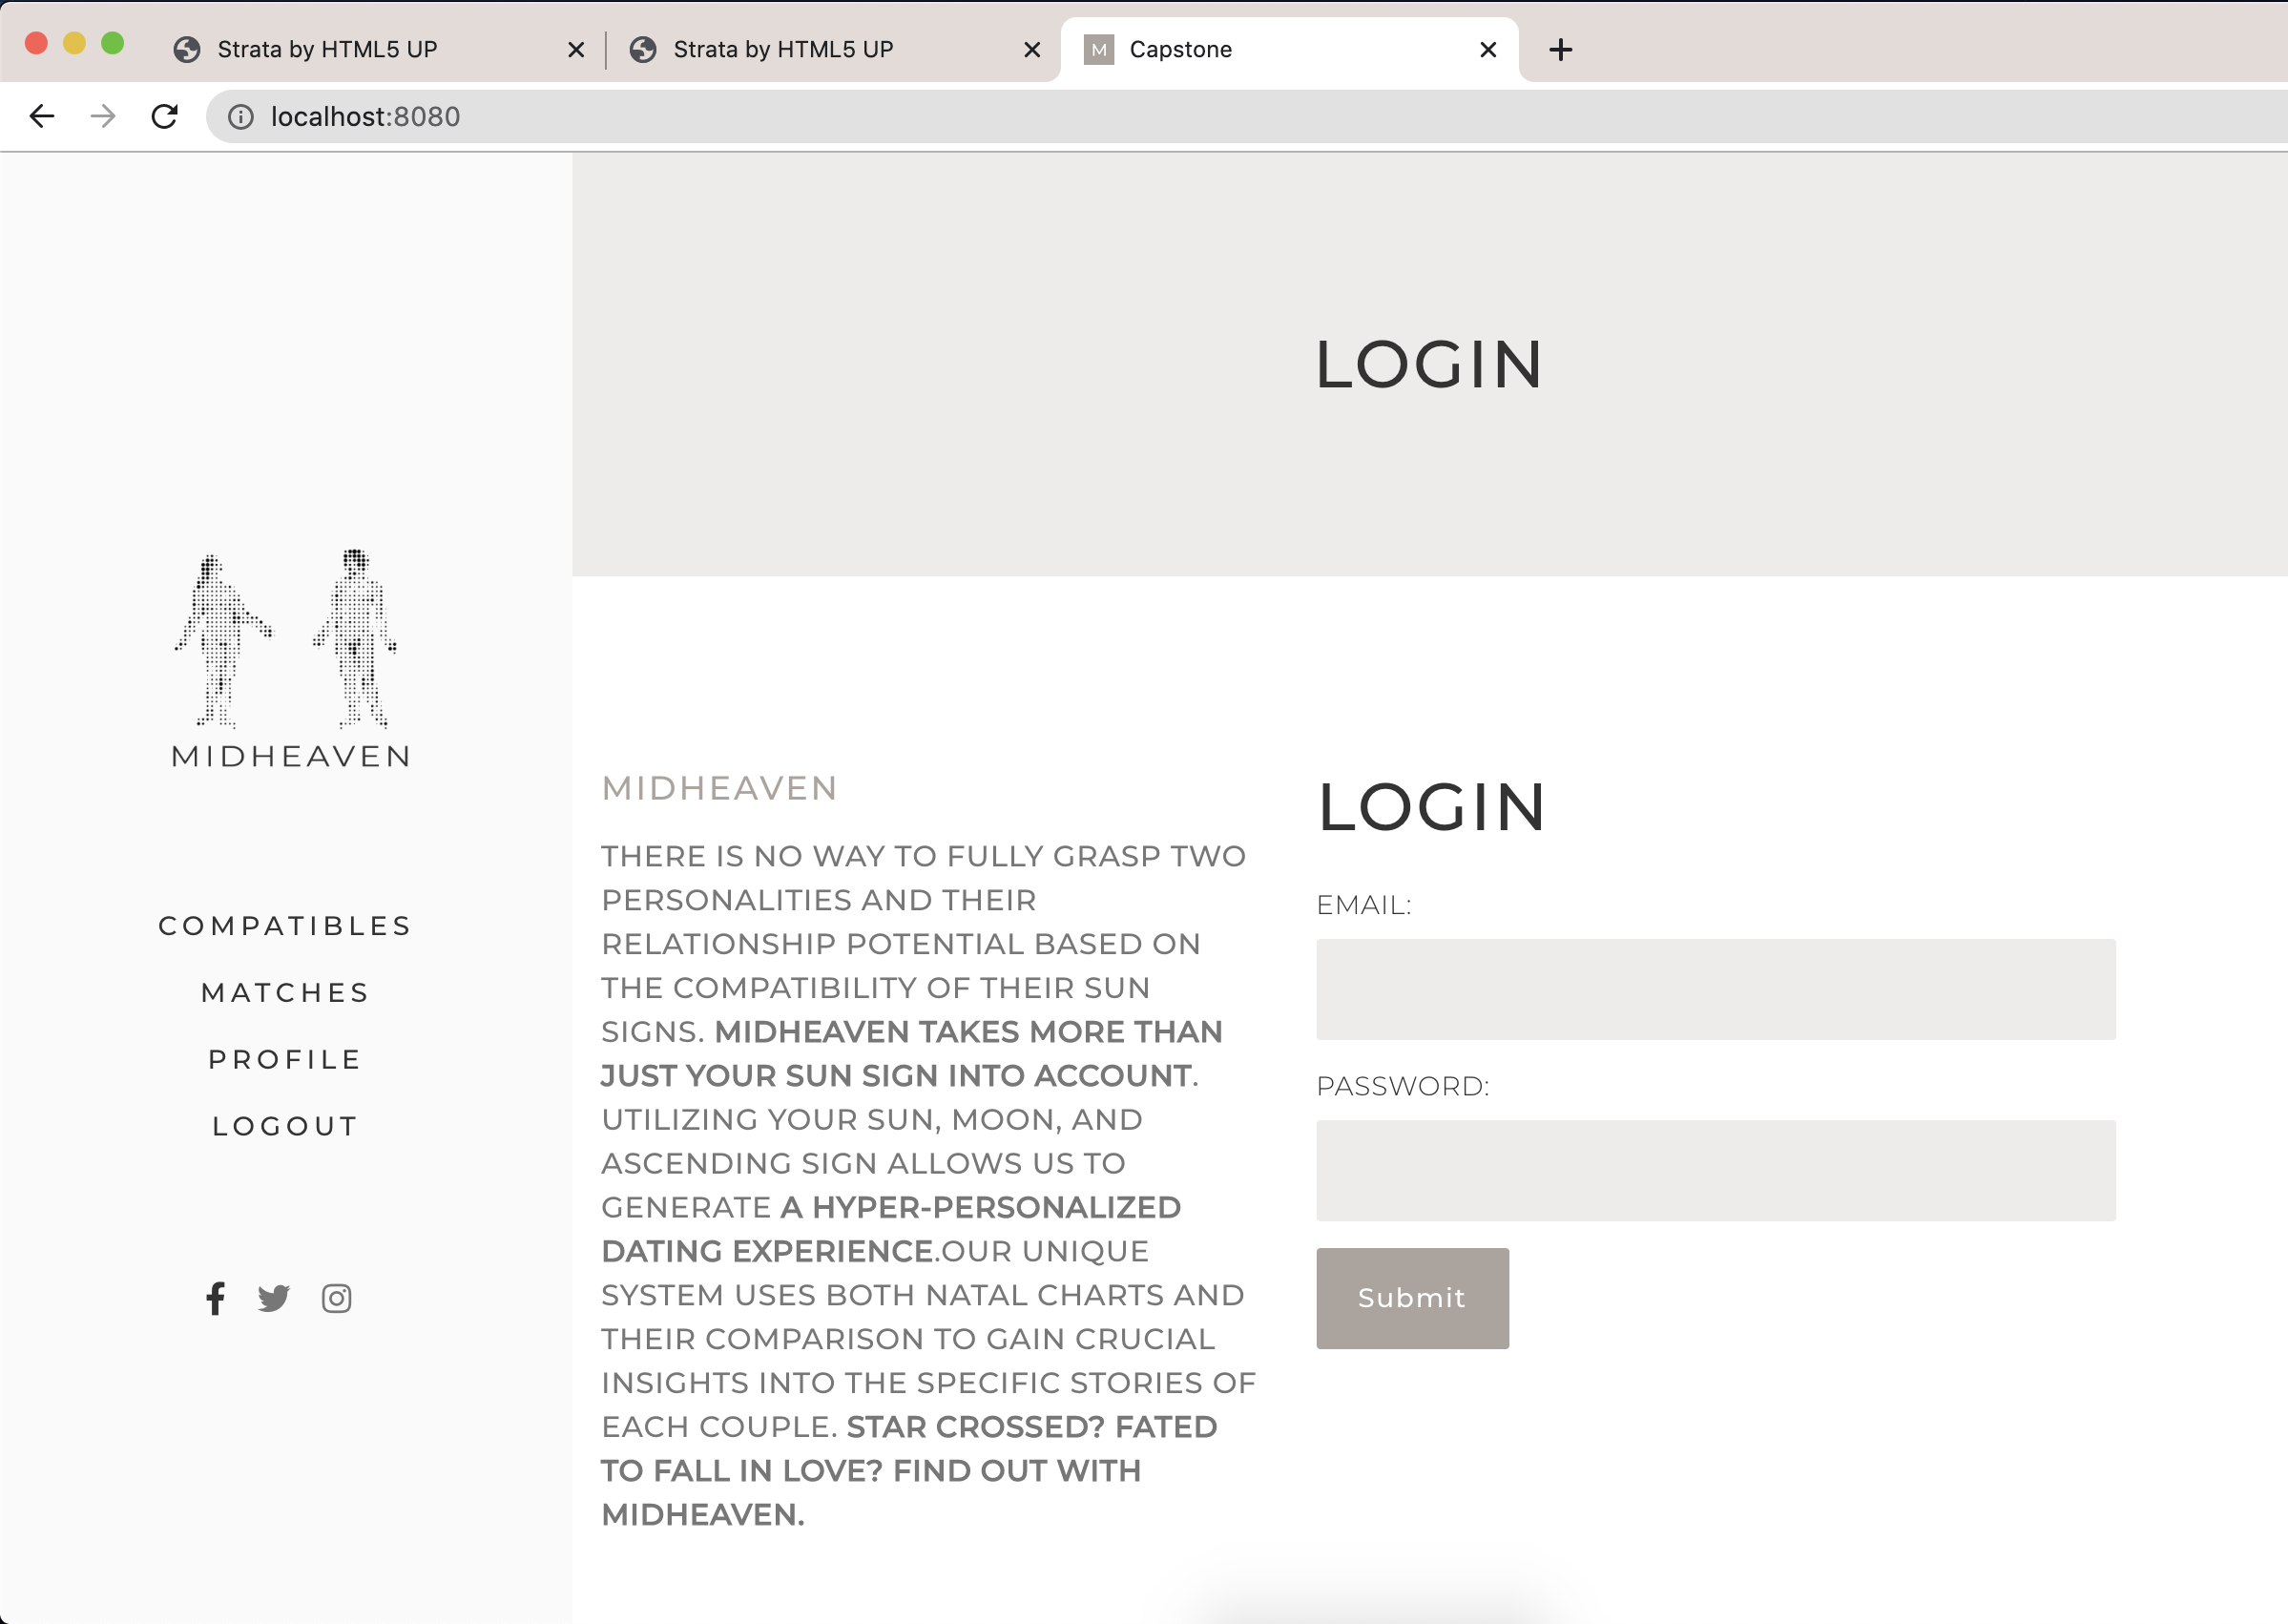 Strata by HTML5 UP
Strata by HTML5 UP
M Capstone
localhost:8080
LOGIN
MIDHEAVEN
COMPATIBLES
MATCHES
PROFILE
LOGOUT
MIDHEAVEN
THERE IS NO WAY TO FULLY GRASP TWO
PERSONALITIES AND THEIR
RELATIONSHIP POTENTIAL BASED ON
THE COMPATIBILITY OF THEIR SUN
SIGNS. MIDHEAVEN TAKES MORE THAN
JUST YOUR SUN SIGN INTO ACCOUNT.
UTILIZING YOUR SUN, MOON, AND
ASCENDING SIGN ALLOWS US TO
GENERATE A HYPER-PERSONALIZED
DATING EXPERIENCE.OUR UNIQUE
SYSTEM USES BOTH NATAL CHARTS AND
THEIR COMPARISON TO GAIN CRUCIAL
INSIGHTS INTO THE SPECIFIC STORIES OF
EACH COUPLE. STAR CROSSED? FATED
TO FALL IN LOVE? FIND OUT WITH
MIDHEAVEN.
LOGIN
EMAIL:
PASSWORD:
Submit